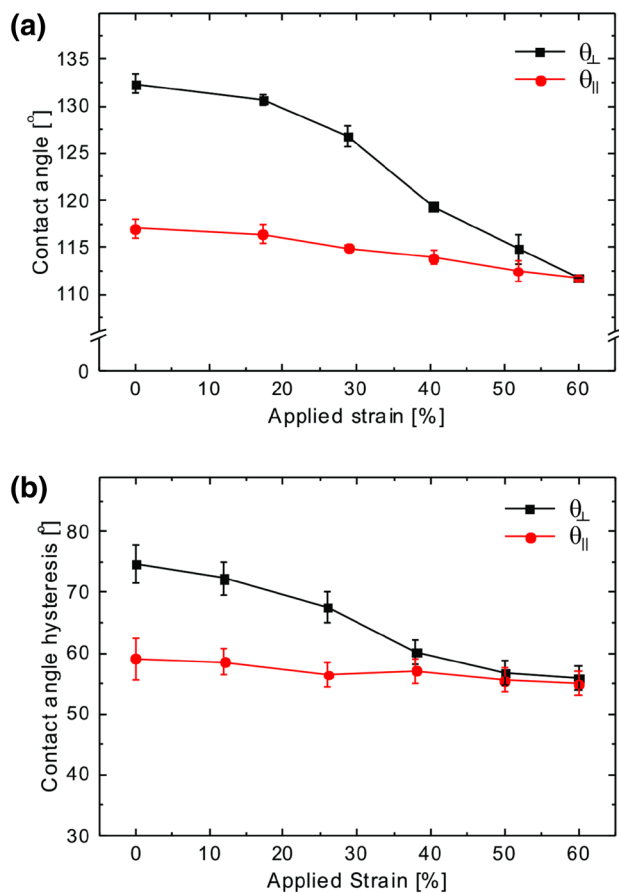 (a)
θ⊥
θ||
135
130
125
120
115
110
0
Contact angle [°]
0 10 20 30 40 50 60
Applied strain [%]
(b)
θ⊥
θ||
80
70
60
50
40
30
Contact angle hysteresis [°]
0 10 20 30 40 50 60
Applied Strain [%]